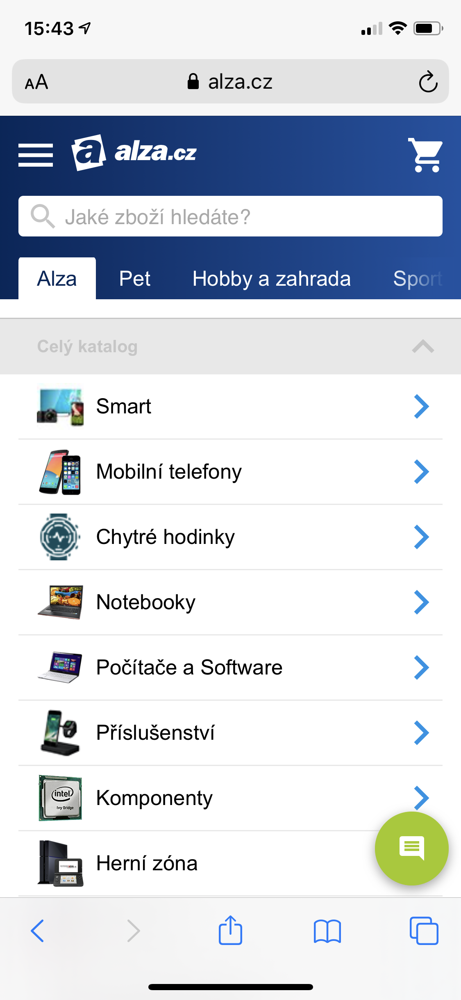 15:43
AA
alza.cz
a alza.cz
Jaké zboží hledáte?
Alza Pet Hobby a zahrada Sport
Celý katalog
Smart
Mobilní telefony
Chytré hodinky
Notebooky
Počítače a Software
Příslušenství
intel
Ivy Bridge
Komponenty
Herní zóna